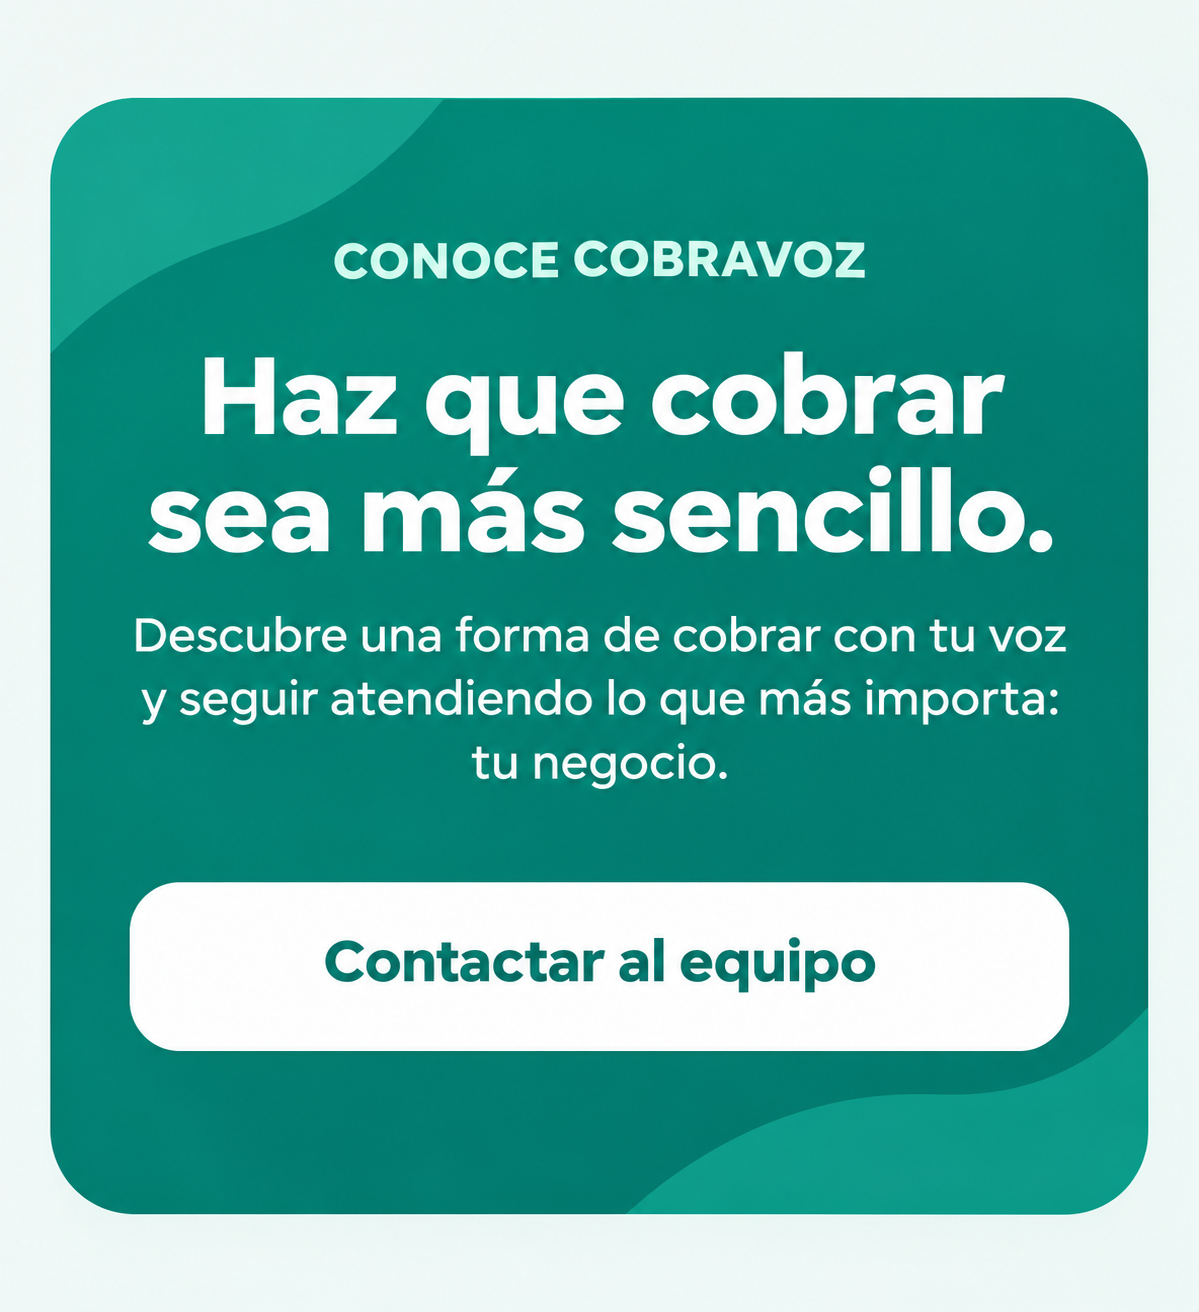 CONOCE COBRAVOZ
Haz que cobrar
sea más sencillo.
Descubre una forma de cobrar con tu voz
y seguir atendiendo lo que más importa:
tu negocio.
Contactar al equipo